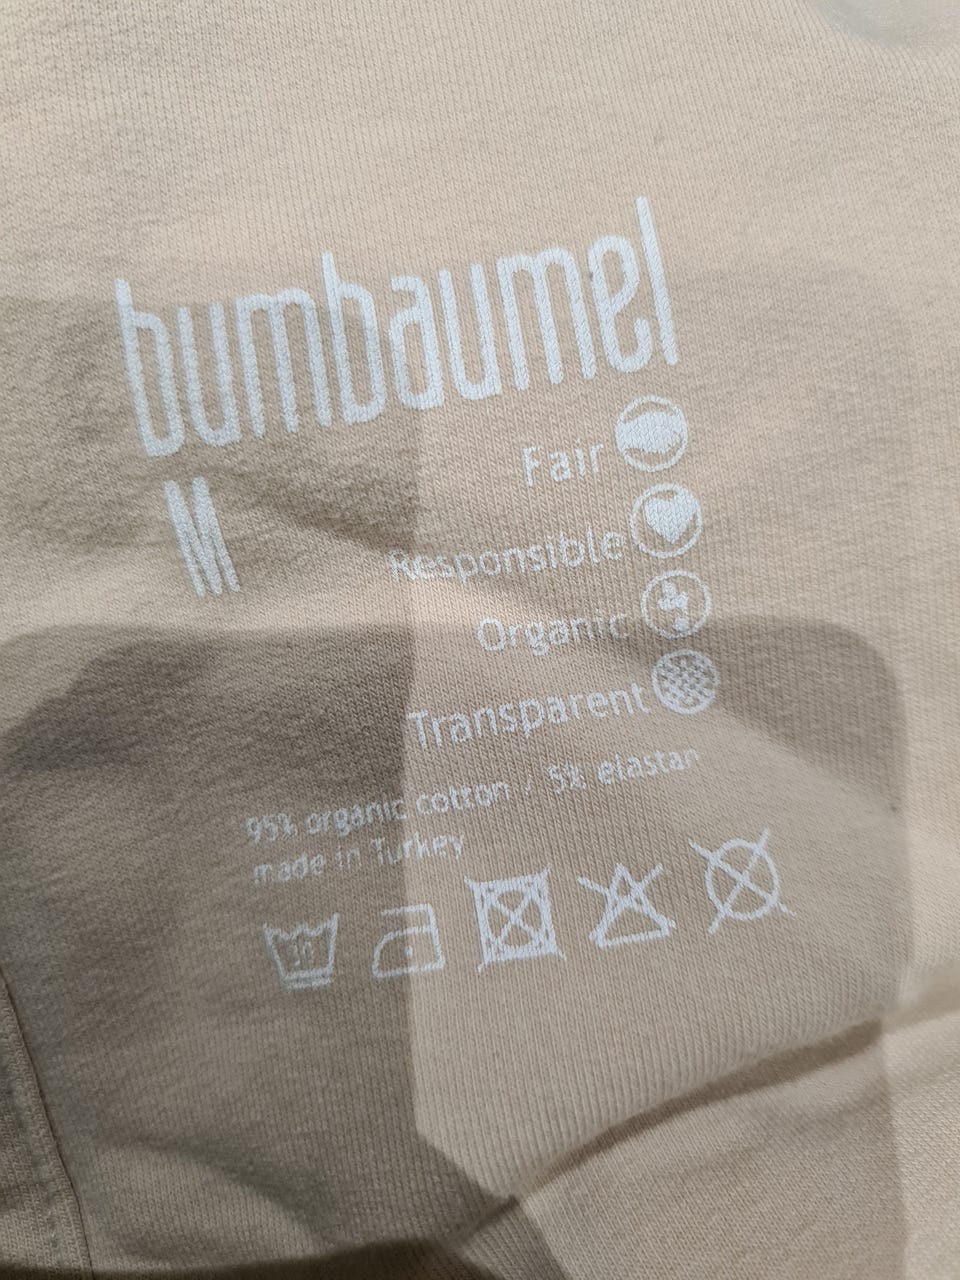 bumbaumel
M
Fair
Responsible
Organic
Transparent
95% organic cotton / 5% elastan
made in Turkey